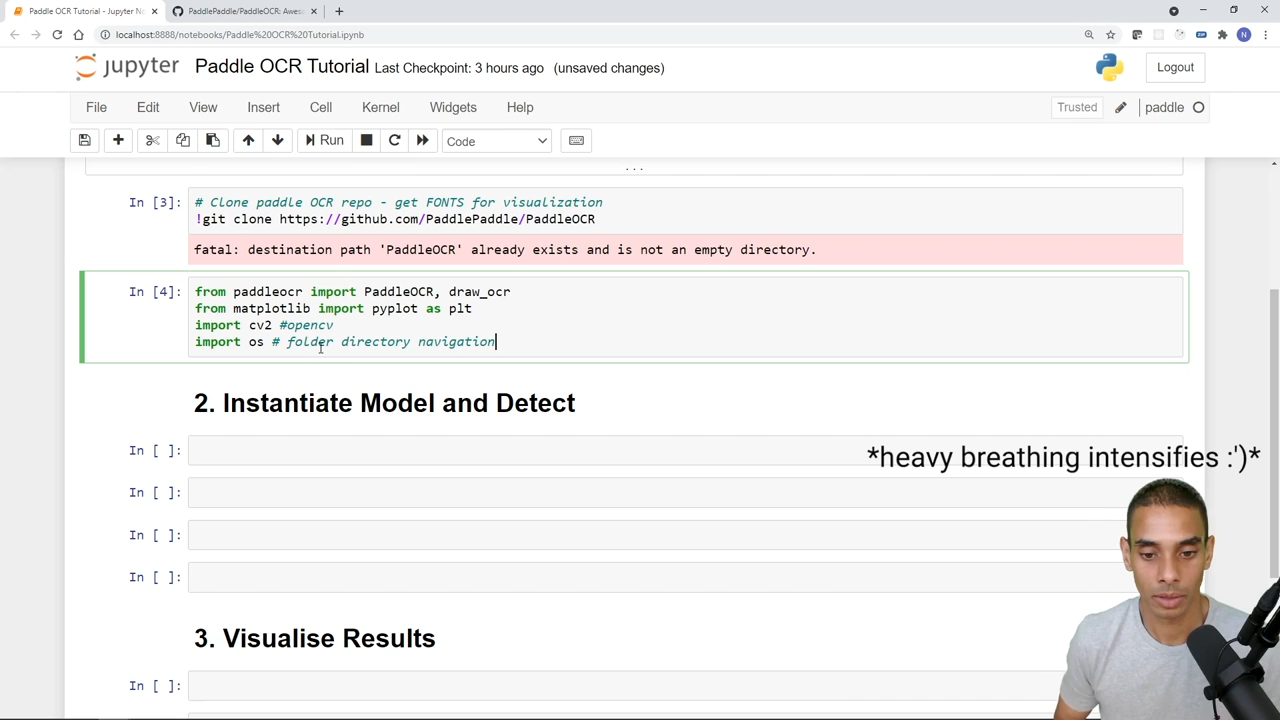 Paddle OCR Tutorial - Jupyter N
PaddlePaddle/PaddleOCR: Awes
localhost:8888/notebooks/Paddle%20OCR%20Tutorial.ipynb
jupyter Paddle OCR Tutorial Last Checkpoint: 3 hours ago (unsaved changes)
Logout
File Edit View Insert Cell Kernel Widgets Help
Trusted paddle
Run Code
...
In [3]: # Clone paddle OCR repo - get FONTS for visualization
!git clone https://github.com/PaddlePaddle/PaddleOCR
fatal: destination path 'PaddleOCR' already exists and is not an empty directory.
In [4]: from paddleocr import PaddleOCR, draw_ocr
from matplotlib import pyplot as plt
import cv2 #opencv
import os # folder directory navigation
2. Instantiate Model and Detect
In [ ]:
*heavy breathing intensifies :')*
In [ ]:
In [ ]:
In [ ]:
3. Visualise Results
In [ ]: